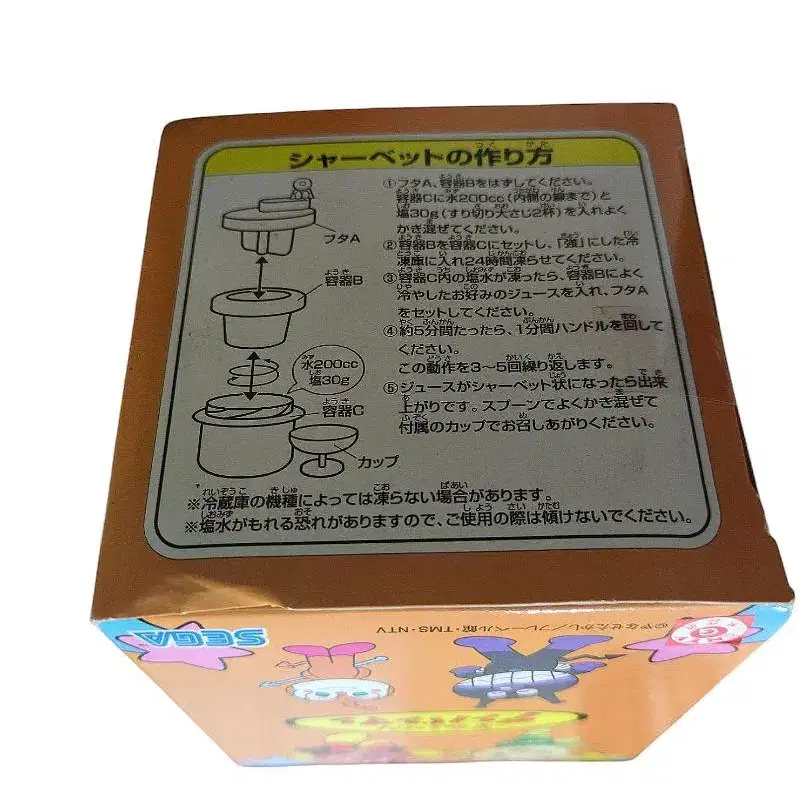 シャーベットの作り方
①フタA、容器Bをはずしてください。
容器Cに水200cc(内側の線まで)と
塩30g(すり切り大さじ2杯)を入れよく
かき混ぜてください。
②容器Bを容器Cにセットし、「強」にした冷
凍庫に入れ24時間凍らせてください。
③容器C内の塩水が凍ったら、容器Bによく
冷やしたお好みのジュースを入れ、フタA
をセットしてください。
④約5分間たったら、1分間ハンドルを回して
ください。
この動作を3〜5回繰り返します。
⑤ジュースがシャーベット状になったら出来
上がりです。スプーンでよくかき混ぜて
付属のカップでお召しあがりください。
フタA
容器B
水200cc
塩30g
容器C
カップ
※冷蔵庫の機種によっては凍らない場合があります。
※塩水がもれる恐れがありますので、ご使用の際は傾けないでください。
SEGA
©やなせたかし/フレーベル館・TMS・NTV